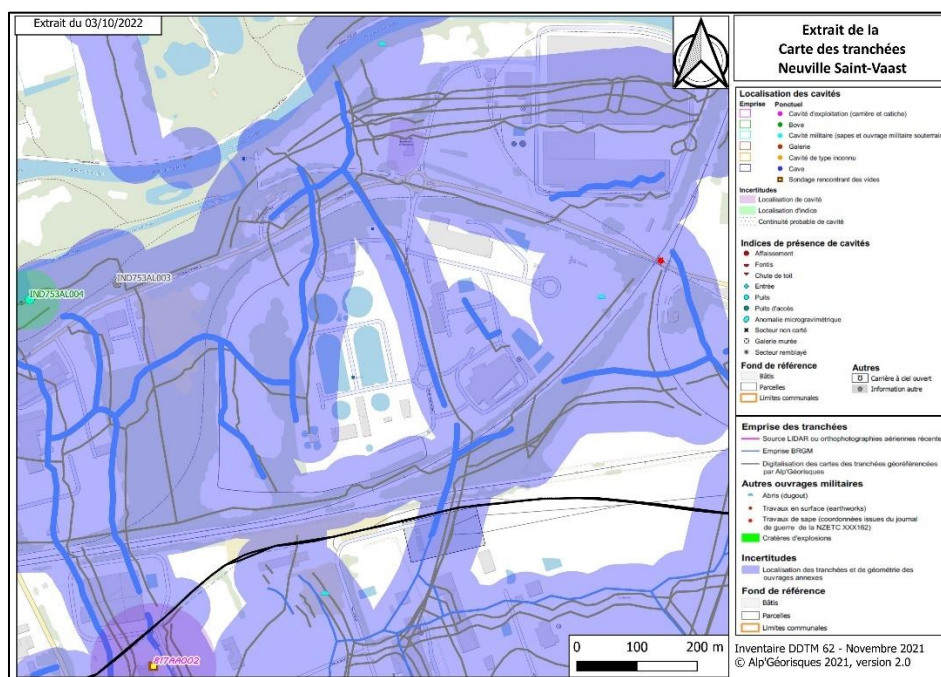 Extrait du 03/10/2022
IND753AL004
IND753AL003
817AA002
0 100 200 m
Extrait de la
Carte des tranchées
Neuville Saint-Vaast
Localisation des cavités
Emprise Ponctuel
Cavité d'exploitation (carrière et catiche)
Bove
Cavité militaire (sapes et ouvrage militaire souterrain
Galerie
Cavité de type inconnu
Cave
Sondage rencontrant des vides
Incertitudes
Localisation de cavité
Localisation d'indice
Continuité probable de cavité
Indices de présence de cavités
Affaissement
Fontis
Chute de toit
Entrée
Puits
Puits d'accès
Anomalie microgravimétrique
Secteur non carté
Galerie murée
Secteur remblayé
Fond de référence
Bâtis
Parcelles
Limites communales
Autres
Carrière à ciel ouvert
Information autre
Emprise des tranchées
Source LIDAR ou orthophotographies aériennes récente
Emprise BRGM
Digitalisation des cartes des tranchées géoréférencées
par Alp'Géorisques
Autres ouvrages militaires
Abris (dugout)
Travaux en surface (earthworks)
Travaux de sape (coordonnées issues du journal
de guerre de la NZETC XXX162)
Cratères d'explosions
Incertitudes
Localisation des tranchées et de géométrie des
ouvrages annexes
Fond de référence
Bâtis
Parcelles
Limites communales
Inventaire DDTM 62 - Novembre 2021
© Alp'Géorisques 2021, version 2.0